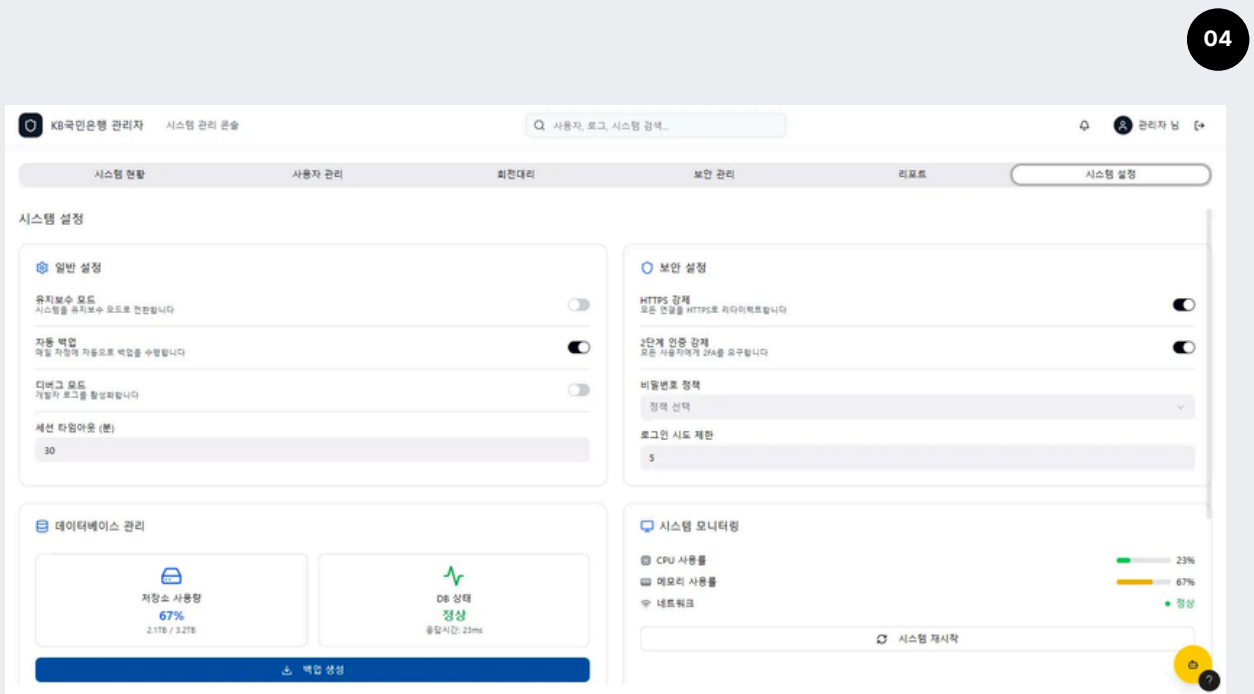 04
KB국민은행 관리자
시스템 관리 콘솔
사용자, 로그, 시스템 검색...
관리자 님
시스템 현황
사용자 관리
회전대리
보안 관리
리포트
시스템 설정
시스템 설정
일반 설정
유지보수 모드
시스템을 유지보수 모드로 전환합니다
자동 백업
매일 자정에 자동으로 백업을 수행합니다
디버그 모드
개발자 로그를 활성화합니다
세션 타임아웃 (분)
30
보안 설정
HTTPS 강제
모든 연결을 HTTPS로 리다이렉트합니다
2단계 인증 강제
모든 사용자에게 2FA를 요구합니다
비밀번호 정책
정책 선택
로그인 시도 제한
5
데이터베이스 관리
저장소 사용량
67%
2.1TB / 3.2TB
DB 상태
정상
응답시간: 23ms
백업 생성
시스템 모니터링
CPU 사용률
23%
메모리 사용률
67%
네트워크
정상
시스템 재시작
?